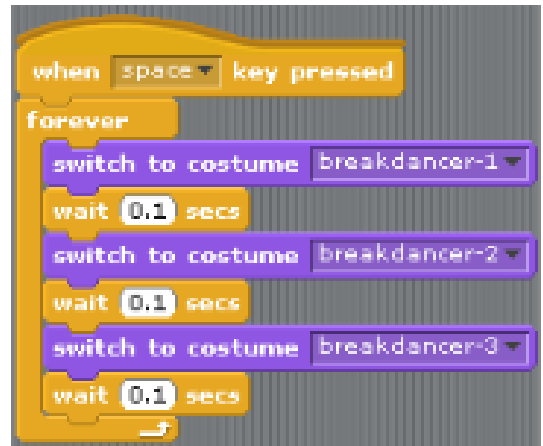 when space key pressed
forever
switch to costume breakdancer-1
wait 0.1 secs
switch to costume breakdancer-2
wait 0.1 secs
switch to costume breakdancer-3
wait 0.1 secs